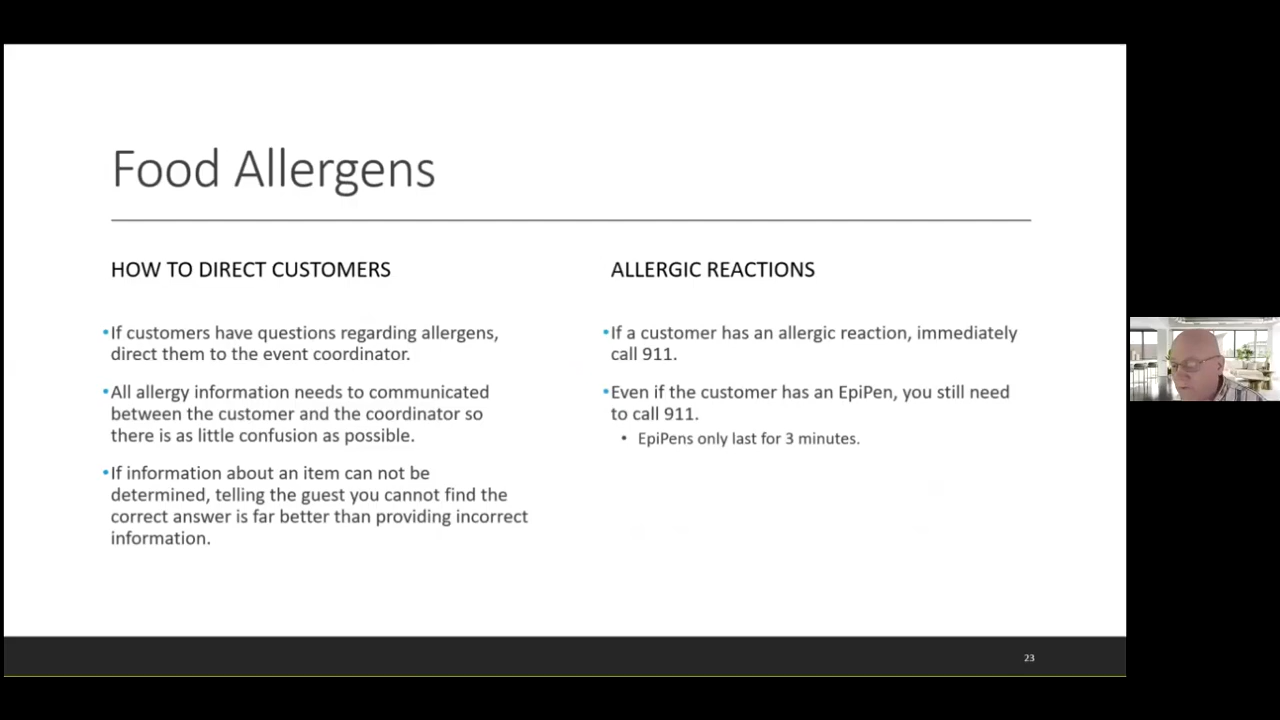 Food Allergens
HOW TO DIRECT CUSTOMERS
•If customers have questions regarding allergens,
direct them to the event coordinator.
•All allergy information needs to communicated
between the customer and the coordinator so
there is as little confusion as possible.
•If information about an item can not be
determined, telling the guest you cannot find the
correct answer is far better than providing incorrect
information.
ALLERGIC REACTIONS
•If a customer has an allergic reaction, immediately
call 911.
•Even if the customer has an EpiPen, you still need
to call 911.
• EpiPens only last for 3 minutes.
23